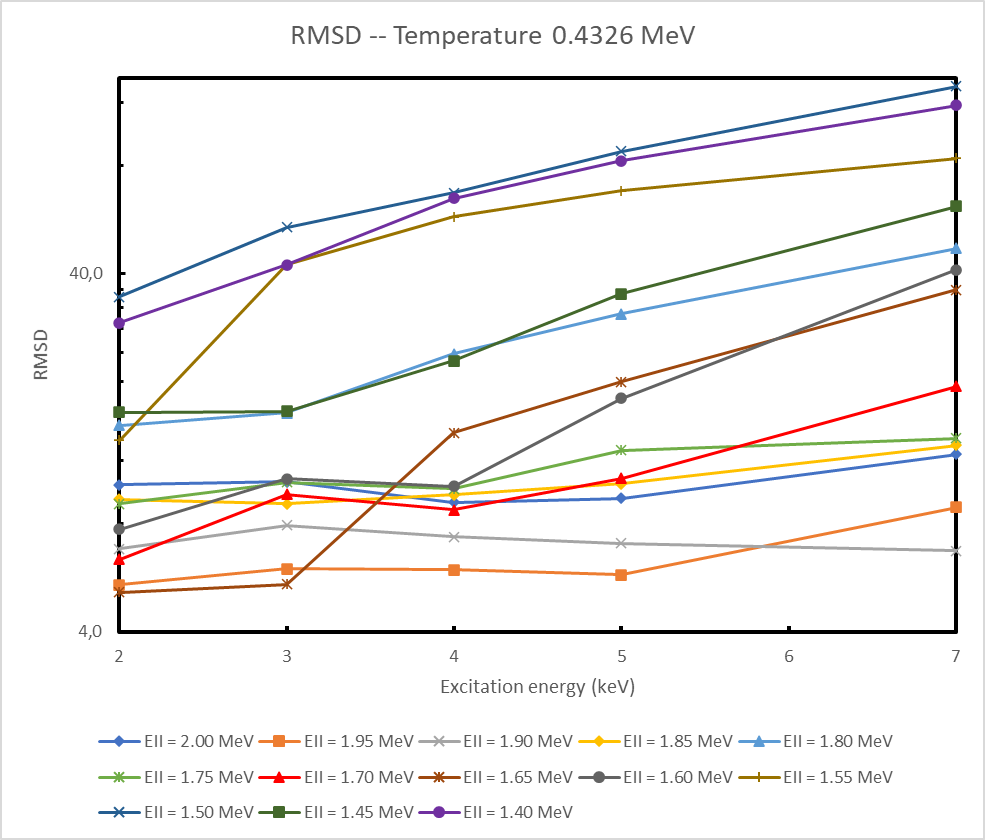 RMSD -- Temperature 0.4326 MeV
40,0
RMSD
4,0
2 3 4 5 6 7
Excitation energy (keV)
EII = 2.00 MeV EII = 1.95 MeV EII = 1.90 MeV EII = 1.85 MeV EII = 1.80 MeV
EII = 1.75 MeV EII = 1.70 MeV EII = 1.65 MeV EII = 1.60 MeV EII = 1.55 MeV
EII = 1.50 MeV EII = 1.45 MeV EII = 1.40 MeV